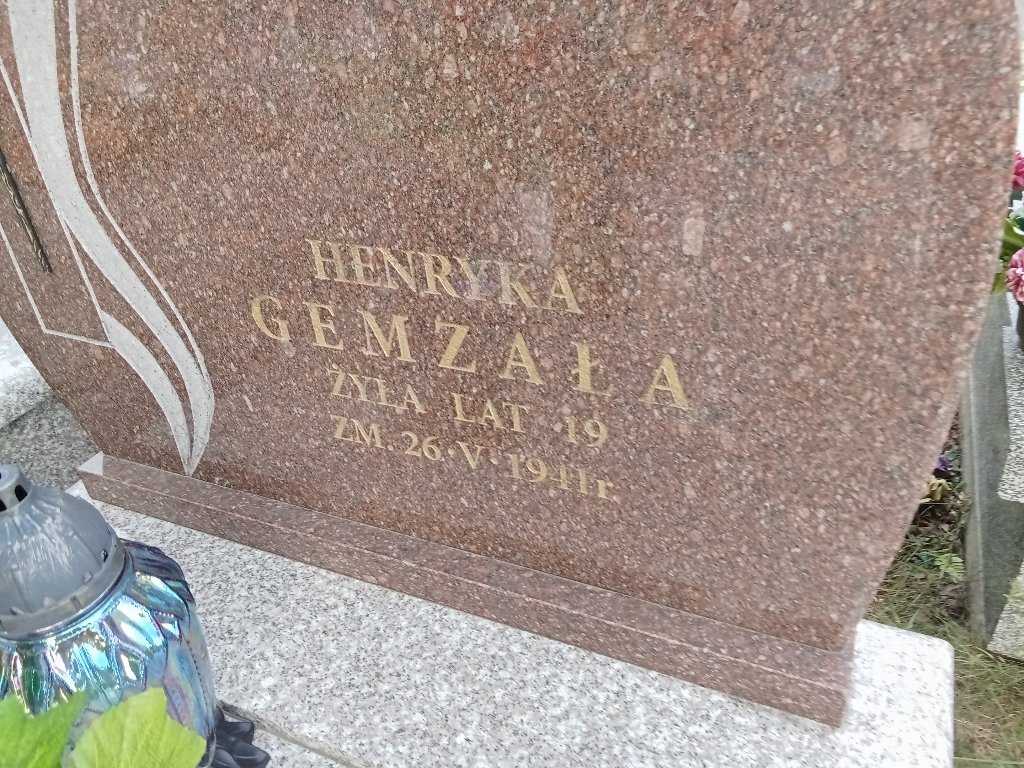 HENRYKA
GEMZAŁA
ŻYŁA LAT 19
ZM. 26·V·1941r.